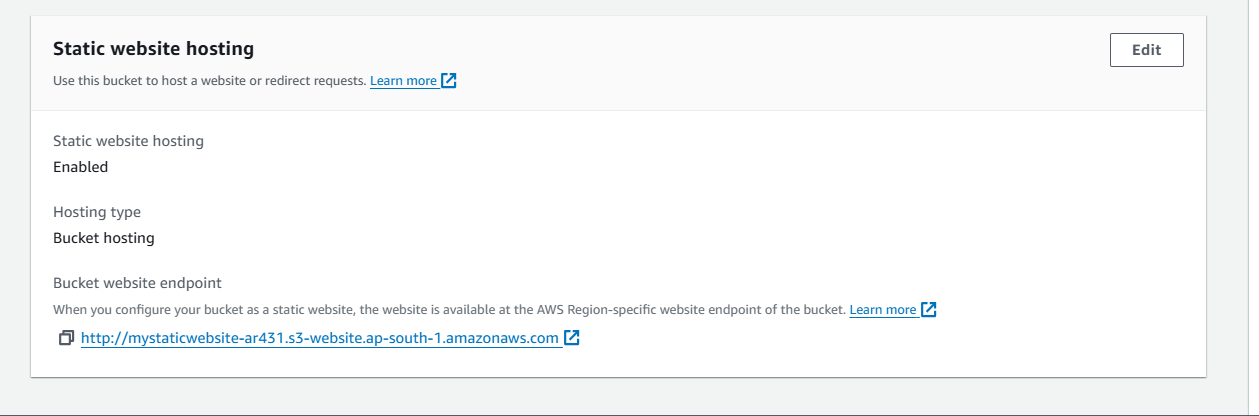 Static website hosting
Edit
Use this bucket to host a website or redirect requests. Learn more
Static website hosting
Enabled
Hosting type
Bucket hosting
Bucket website endpoint
When you configure your bucket as a static website, the website is available at the AWS Region-specific website endpoint of the bucket. Learn more
http://mystaticwebsite-ar431.s3-website.ap-south-1.amazonaws.com